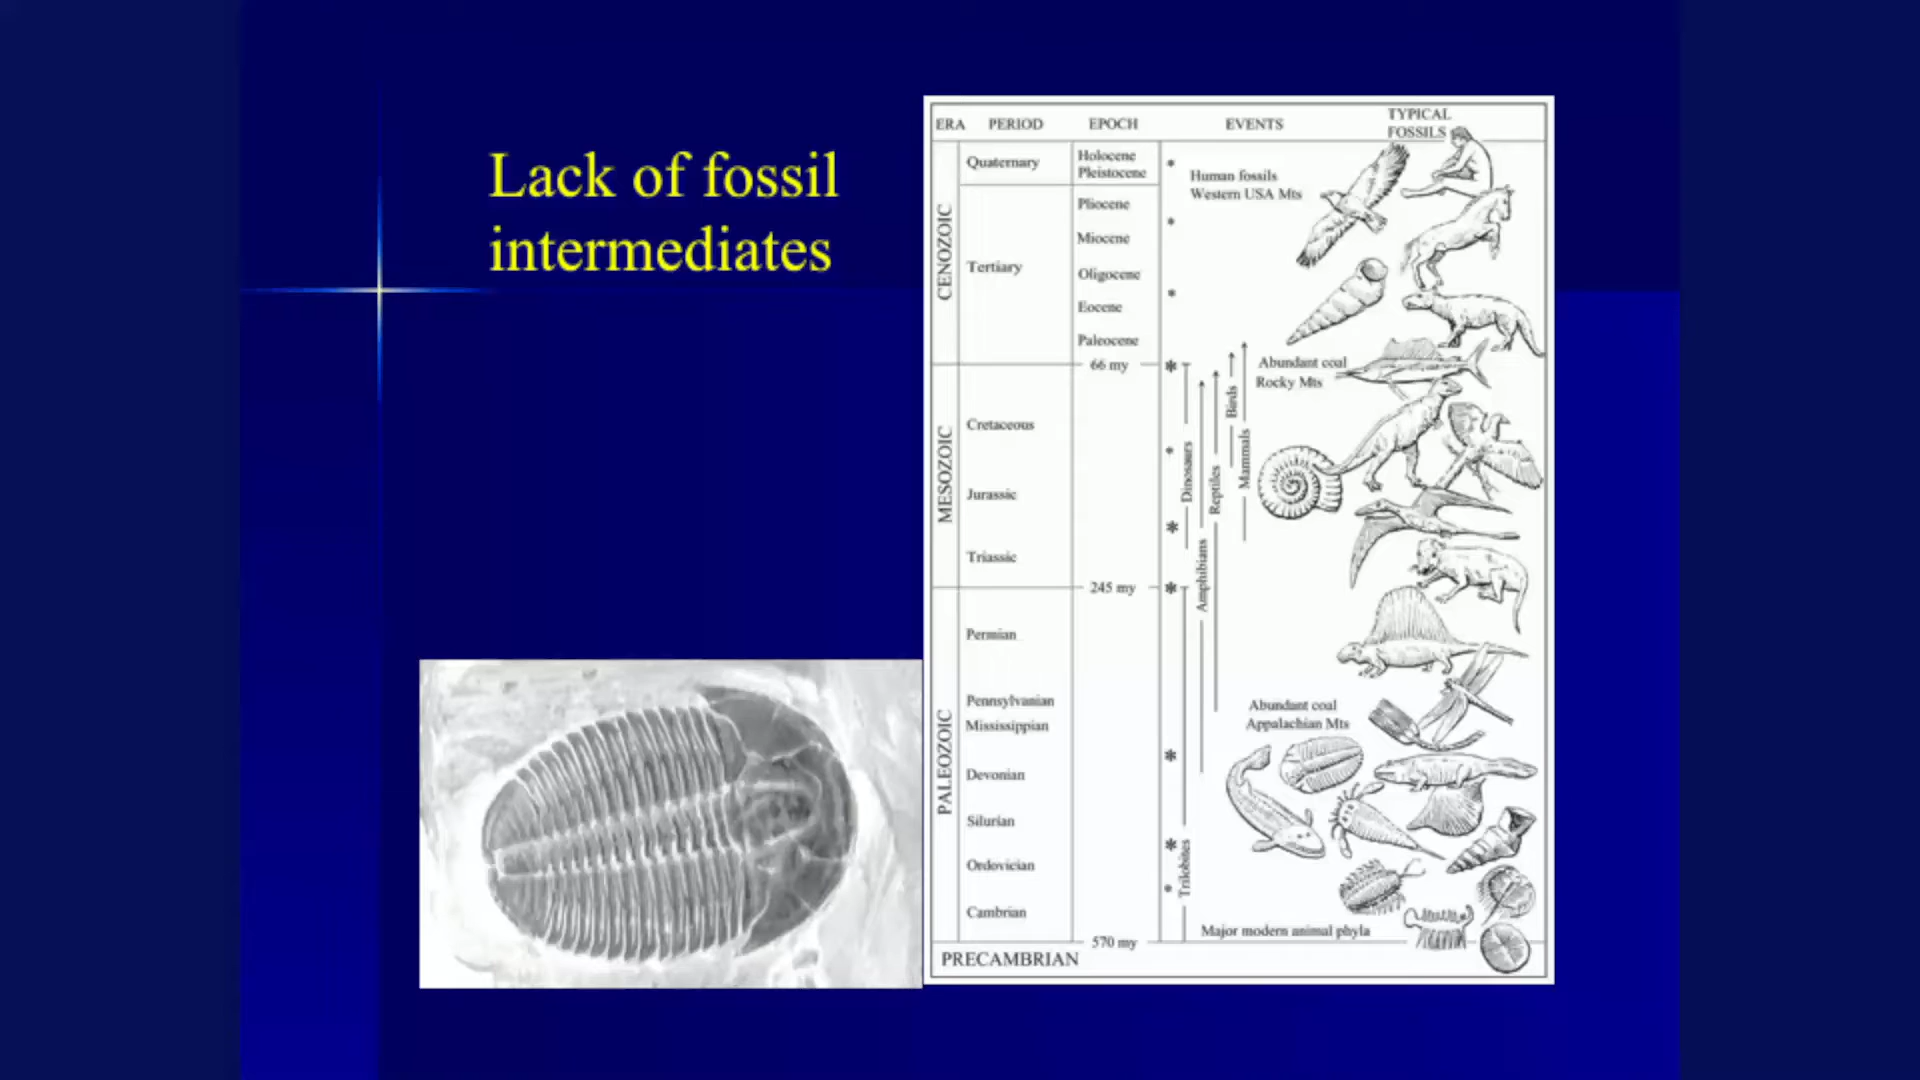 Lack of fossil
intermediates
ERA PERIOD EPOCH EVENTS TYPICAL
FOSSILS
CENOZOIC
Quaternary
Holocene
Pleistocene
Human fossils
Western USA Mts
Tertiary
Pliocene
Miocene
Oligocene
Eocene
Paleocene
66 my
Abundant coal
Rocky Mts
MESOZOIC
Cretaceous
Jurassic
Triassic
Dinosaurs
Amphibians
Reptiles
Birds
Mammals
245 my
PALEOZOIC
Permian
Pennsylvanian
Mississippian
Abundant coal
Appalachian Mts
Devonian
Silurian
Ordovician
Cambrian
Trilobites
Major modern animal phyla
570 my
PRECAMBRIAN